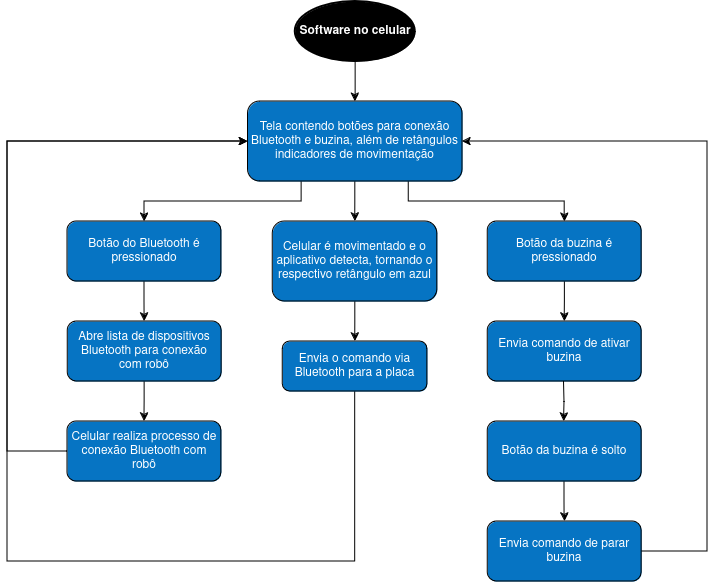 Software no celular
Tela contendo botões para conexão
Bluetooth e buzina, além de retângulos
indicadores de movimentação
Botão do Bluetooth é
pressionado
Celular é movimentado e o
aplicativo detecta, tornando o
respectivo retângulo em azul
Botão da buzina é
pressionado
Abre lista de dispositivos
Bluetooth para conexão
com robô
Envia o comando via
Bluetooth para a placa
Envia comando de ativar
buzina
Celular realiza processo de
conexão Bluetooth com
robô
Botão da buzina é solto
Envia comando de parar
buzina